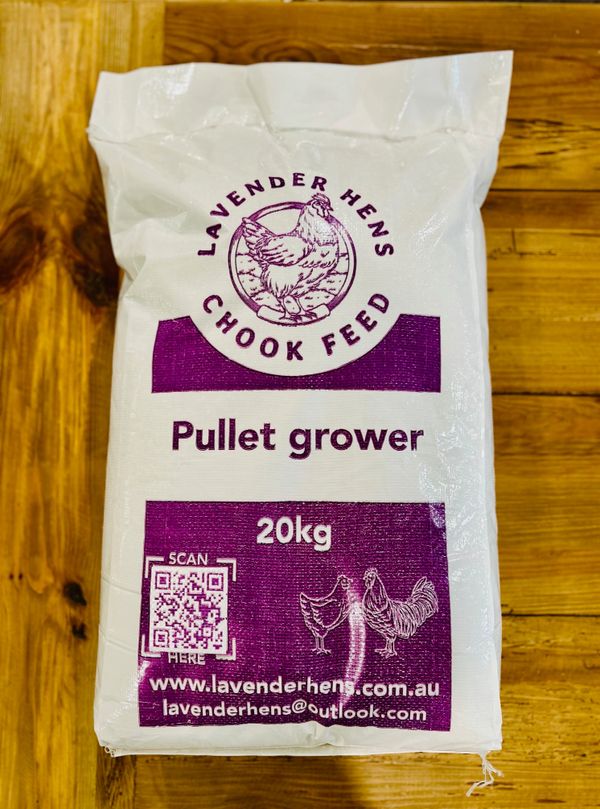 LAVENDER HENS
CHOOK FEED
Pullet grower
20kg
SCAN
HERE
www.lavenderhens.com.au
lavenderhens@outlook.com